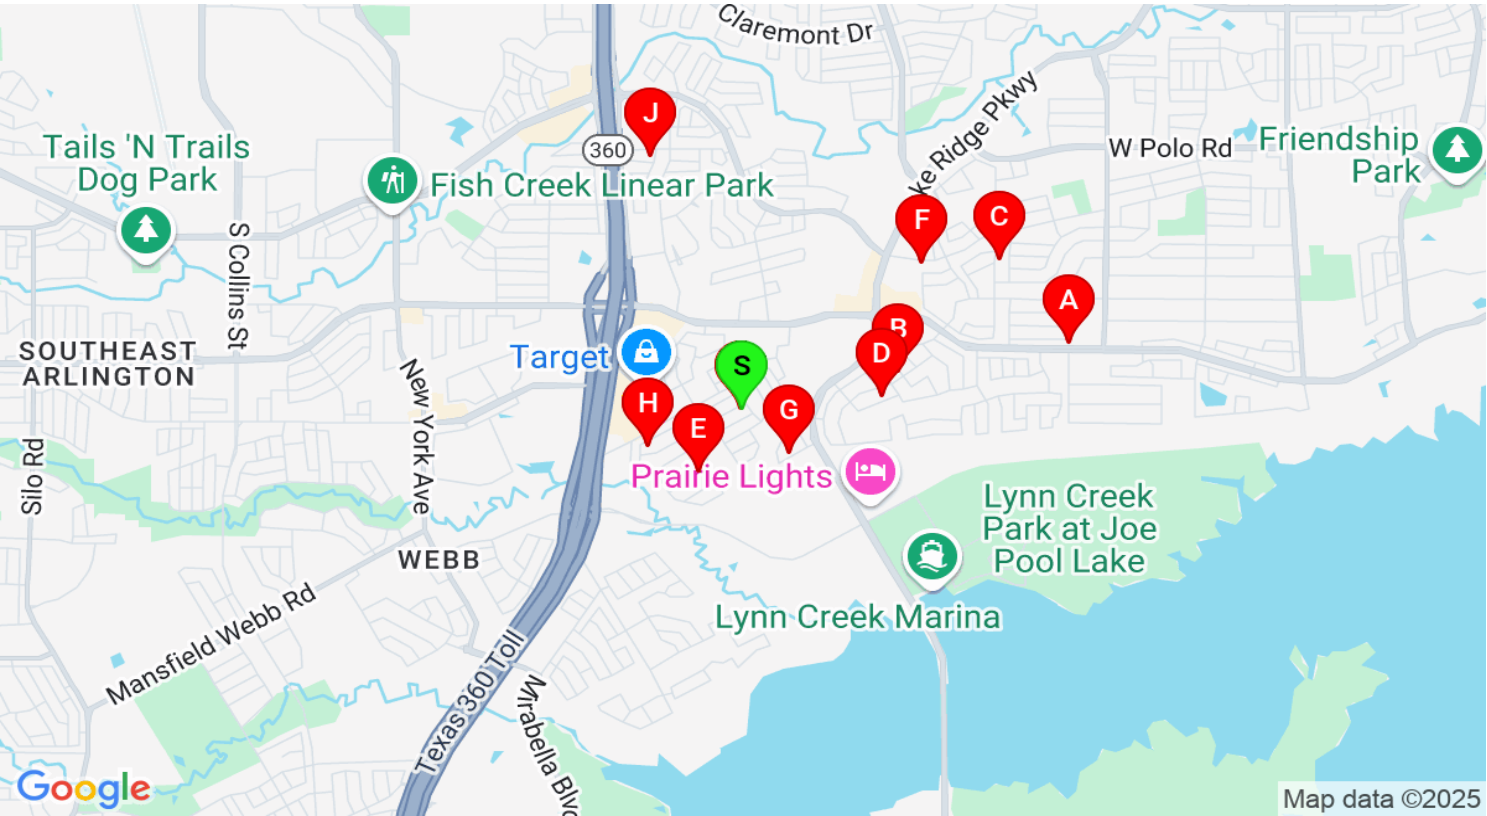 Claremont Dr
J
360
ke Ridge Pkwy
W Polo Rd
Friendship
Park
Tails 'N Trails
Dog Park
Fish Creek Linear Park
S Collins St
F
C
A
B
D
SOUTHEAST
ARLINGTON
Target
S
H
E
G
New York Ave
Silo Rd
Prairie Lights
Lynn Creek
Park at Joe
Pool Lake
WEBB
Lynn Creek Marina
Mansfield Webb Rd
Texas 360 Toll
Mirabella Blvd
Google
Map data ©2025